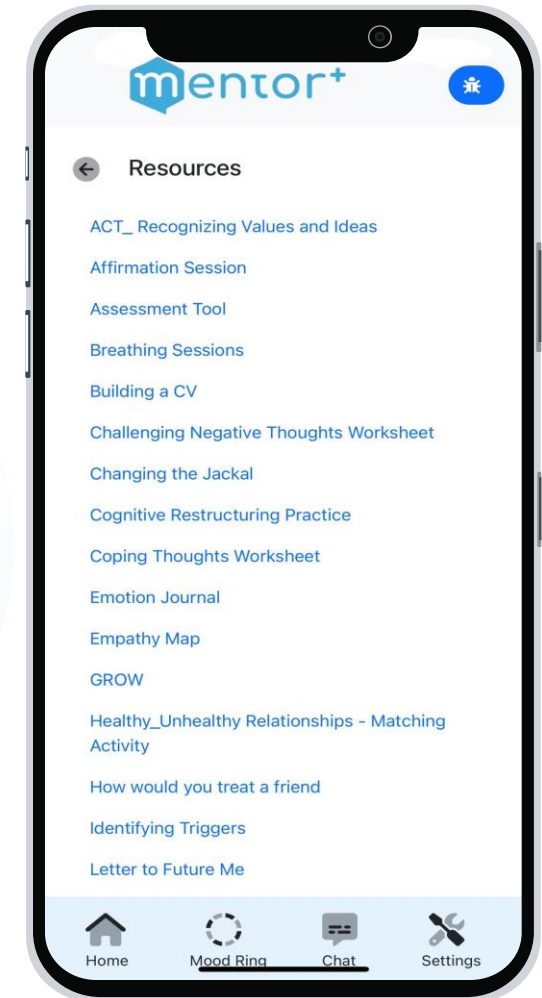 mentor+
Resources
ACT_ Recognizing Values and Ideas
Affirmation Session
Assessment Tool
Breathing Sessions
Building a CV
Challenging Negative Thoughts Worksheet
Changing the Jackal
Cognitive Restructuring Practice
Coping Thoughts Worksheet
Emotion Journal
Empathy Map
GROW
Healthy_Unhealthy Relationships - Matching
Activity
How would you treat a friend
Identifying Triggers
Letter to Future Me
Home Mood Ring Chat Settings